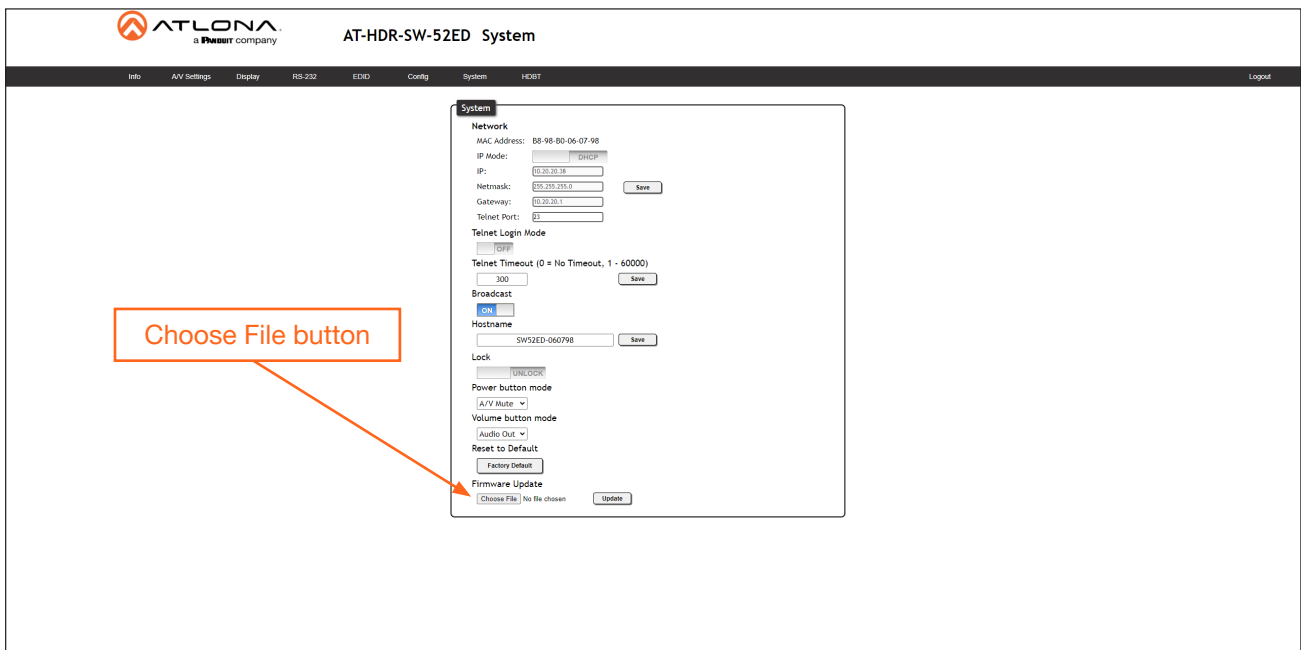 ATLONA.
a PANDUIT company
AT-HDR-SW-52ED System
Info A/V Settings Display RS-232 EDID Config System HDBT Logout
System
Network
MAC Address: B8-98-B0-06-07-98
IP Mode: DHCP
IP: 10.20.20.38
Netmask: 255.255.255.0 Save
Gateway: 10.20.20.1
Telnet Port: 23
Telnet Login Mode
OFF
Telnet Timeout (0 = No Timeout, 1 - 60000)
300 Save
Broadcast
ON
Hostname
SW52ED-060798 Save
Lock
UNLOCK
Power button mode
A/V Mute
Volume button mode
Audio Out
Reset to Default
Factory Default
Firmware Update
Choose File No file chosen Update
Choose File button